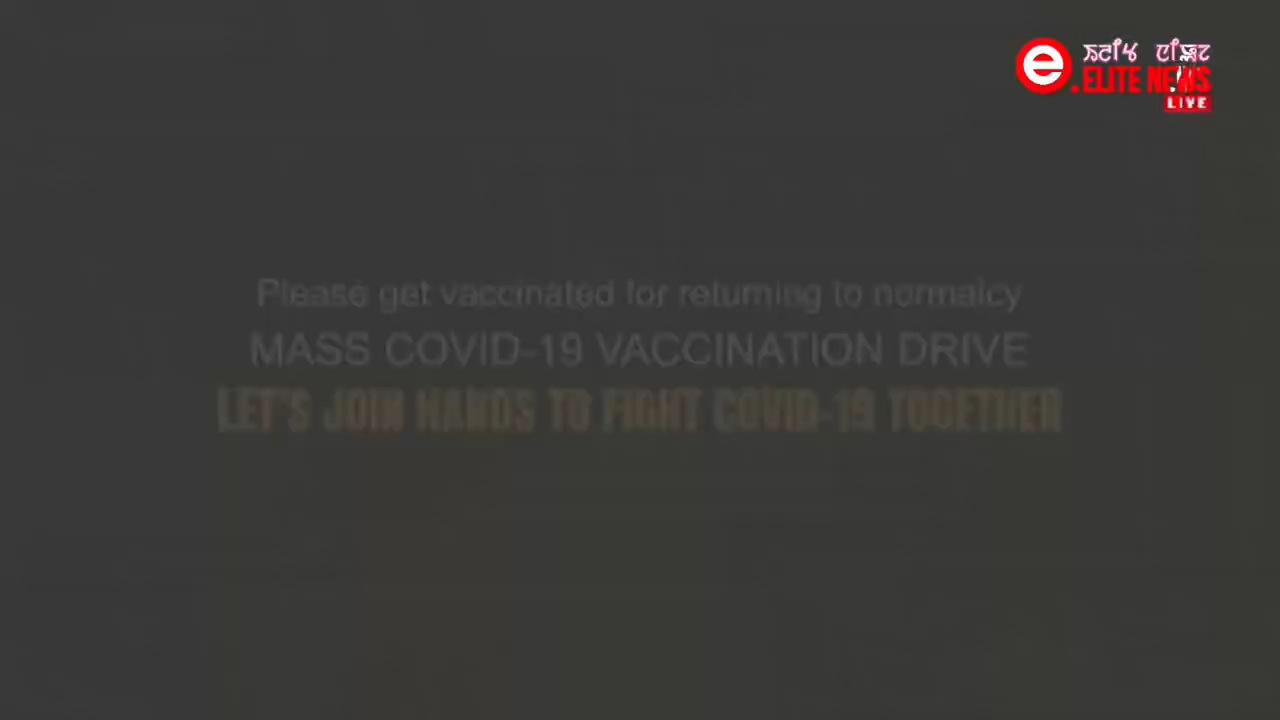 e.
ELITE NEWS
LIVE
Please get vaccinated for returning to normalcy
MASS COVID-19 VACCINATION DRIVE
LET'S JOIN HANDS TO FIGHT COVID-19 TOGETHER